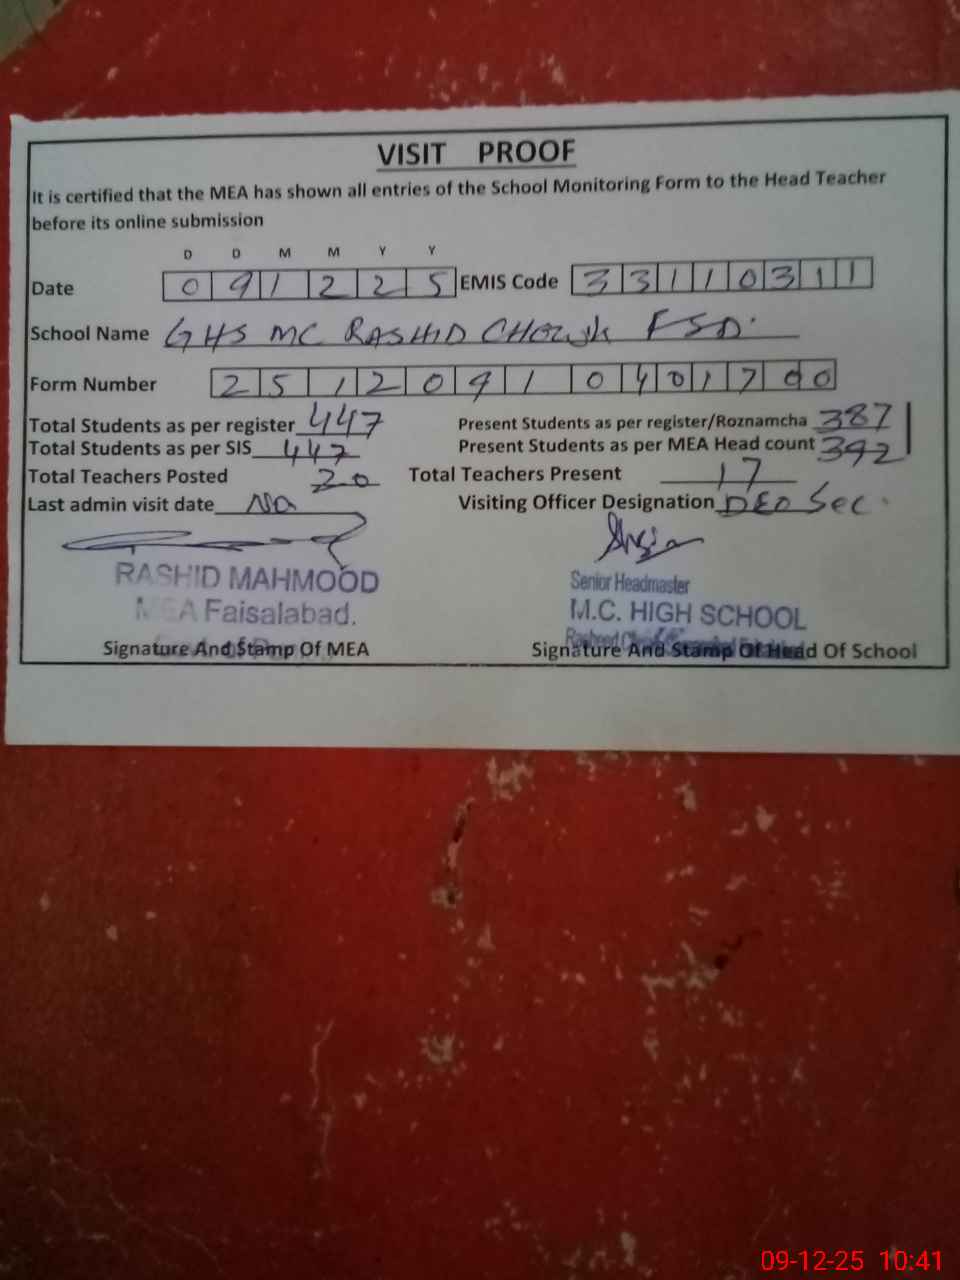 VISIT PROOF
It is certified that the MEA has shown all entries of the School Monitoring Form to the Head Teacher
before its online submission
D D M M Y Y
Date 0 9 1 2 2 5 EMIS Code 3 3 1 1 0 3 1 1
School Name GHS MC RASHID CHOWK FSD.
Form Number 2 5 1 2 0 9 1 0 4 0 1 7 0 0
Total Students as per register 447 Present Students as per register/Roznamcha 387
Total Students as per SIS 447 Present Students as per MEA Head count 392
Total Teachers Posted 20 Total Teachers Present 17
Last admin visit date No Visiting Officer Designation DEO Sec.
RASHID MAHMOOD Senior Headmaster
MEA Faisalabad. M.C. HIGH SCHOOL
Signature And Stamp Of MEA Signature And Stamp Of Head Of School
09-12-25 10:41